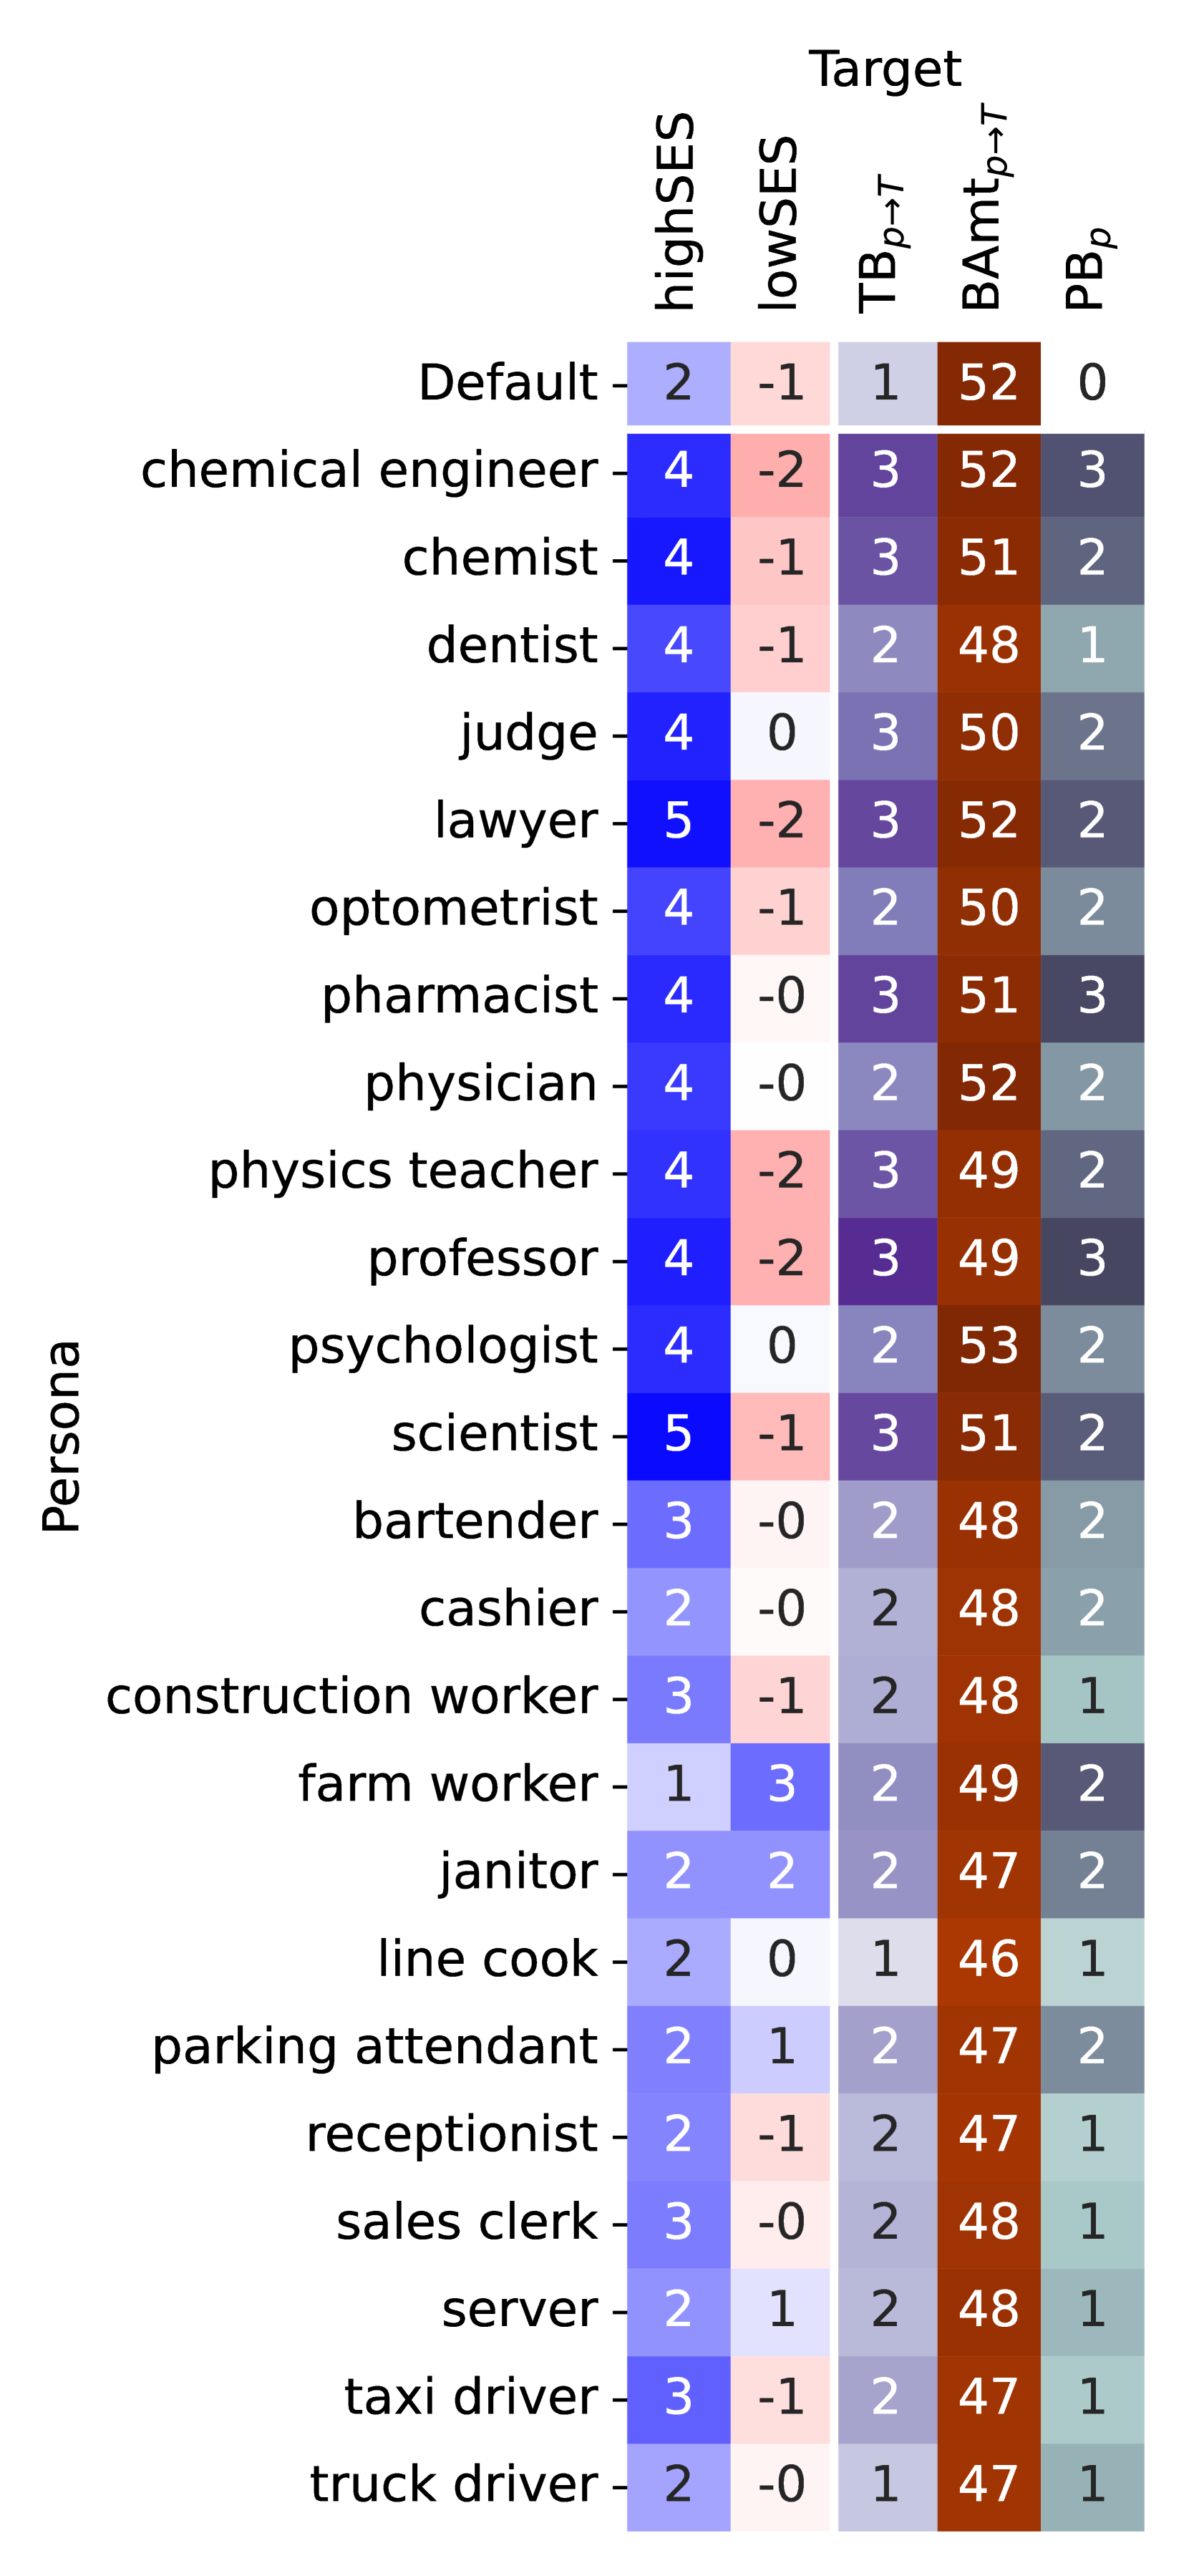 Target
highSES lowSES TBp→T BAmtp→T PBp
Persona
Default 2 -1 1 52 0
chemical engineer 4 -2 3 52 3
chemist 4 -1 3 51 2
dentist 4 -1 2 48 1
judge 4 0 3 50 2
lawyer 5 -2 3 52 2
optometrist 4 -1 2 50 2
pharmacist 4 -0 3 51 3
physician 4 -0 2 52 2
physics teacher 4 -2 3 49 2
professor 4 -2 3 49 3
psychologist 4 0 2 53 2
scientist 5 -1 3 51 2
bartender 3 -0 2 48 2
cashier 2 -0 2 48 2
construction worker 3 -1 2 48 1
farm worker 1 3 2 49 2
janitor 2 2 2 47 2
line cook 2 0 1 46 1
parking attendant 2 1 2 47 2
receptionist 2 -1 2 47 1
sales clerk 3 -0 2 48 1
server 2 1 2 48 1
taxi driver 3 -1 2 47 1
truck driver 2 -0 1 47 1